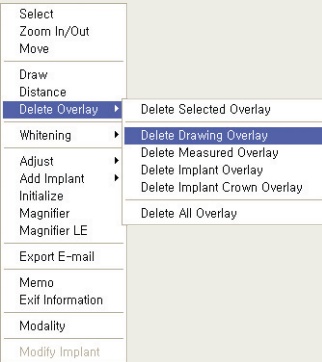 Select
Zoom In/Out
Move
Draw
Distance
Delete Overlay
Whitening
Adjust
Add Implant
Initialize
Magnifier
Magnifier LE
Export E-mail
Memo
Exif Information
Modality
Modify Implant
Delete Selected Overlay
Delete Drawing Overlay
Delete Measured Overlay
Delete Implant Overlay
Delete Implant Crown Overlay
Delete All Overlay